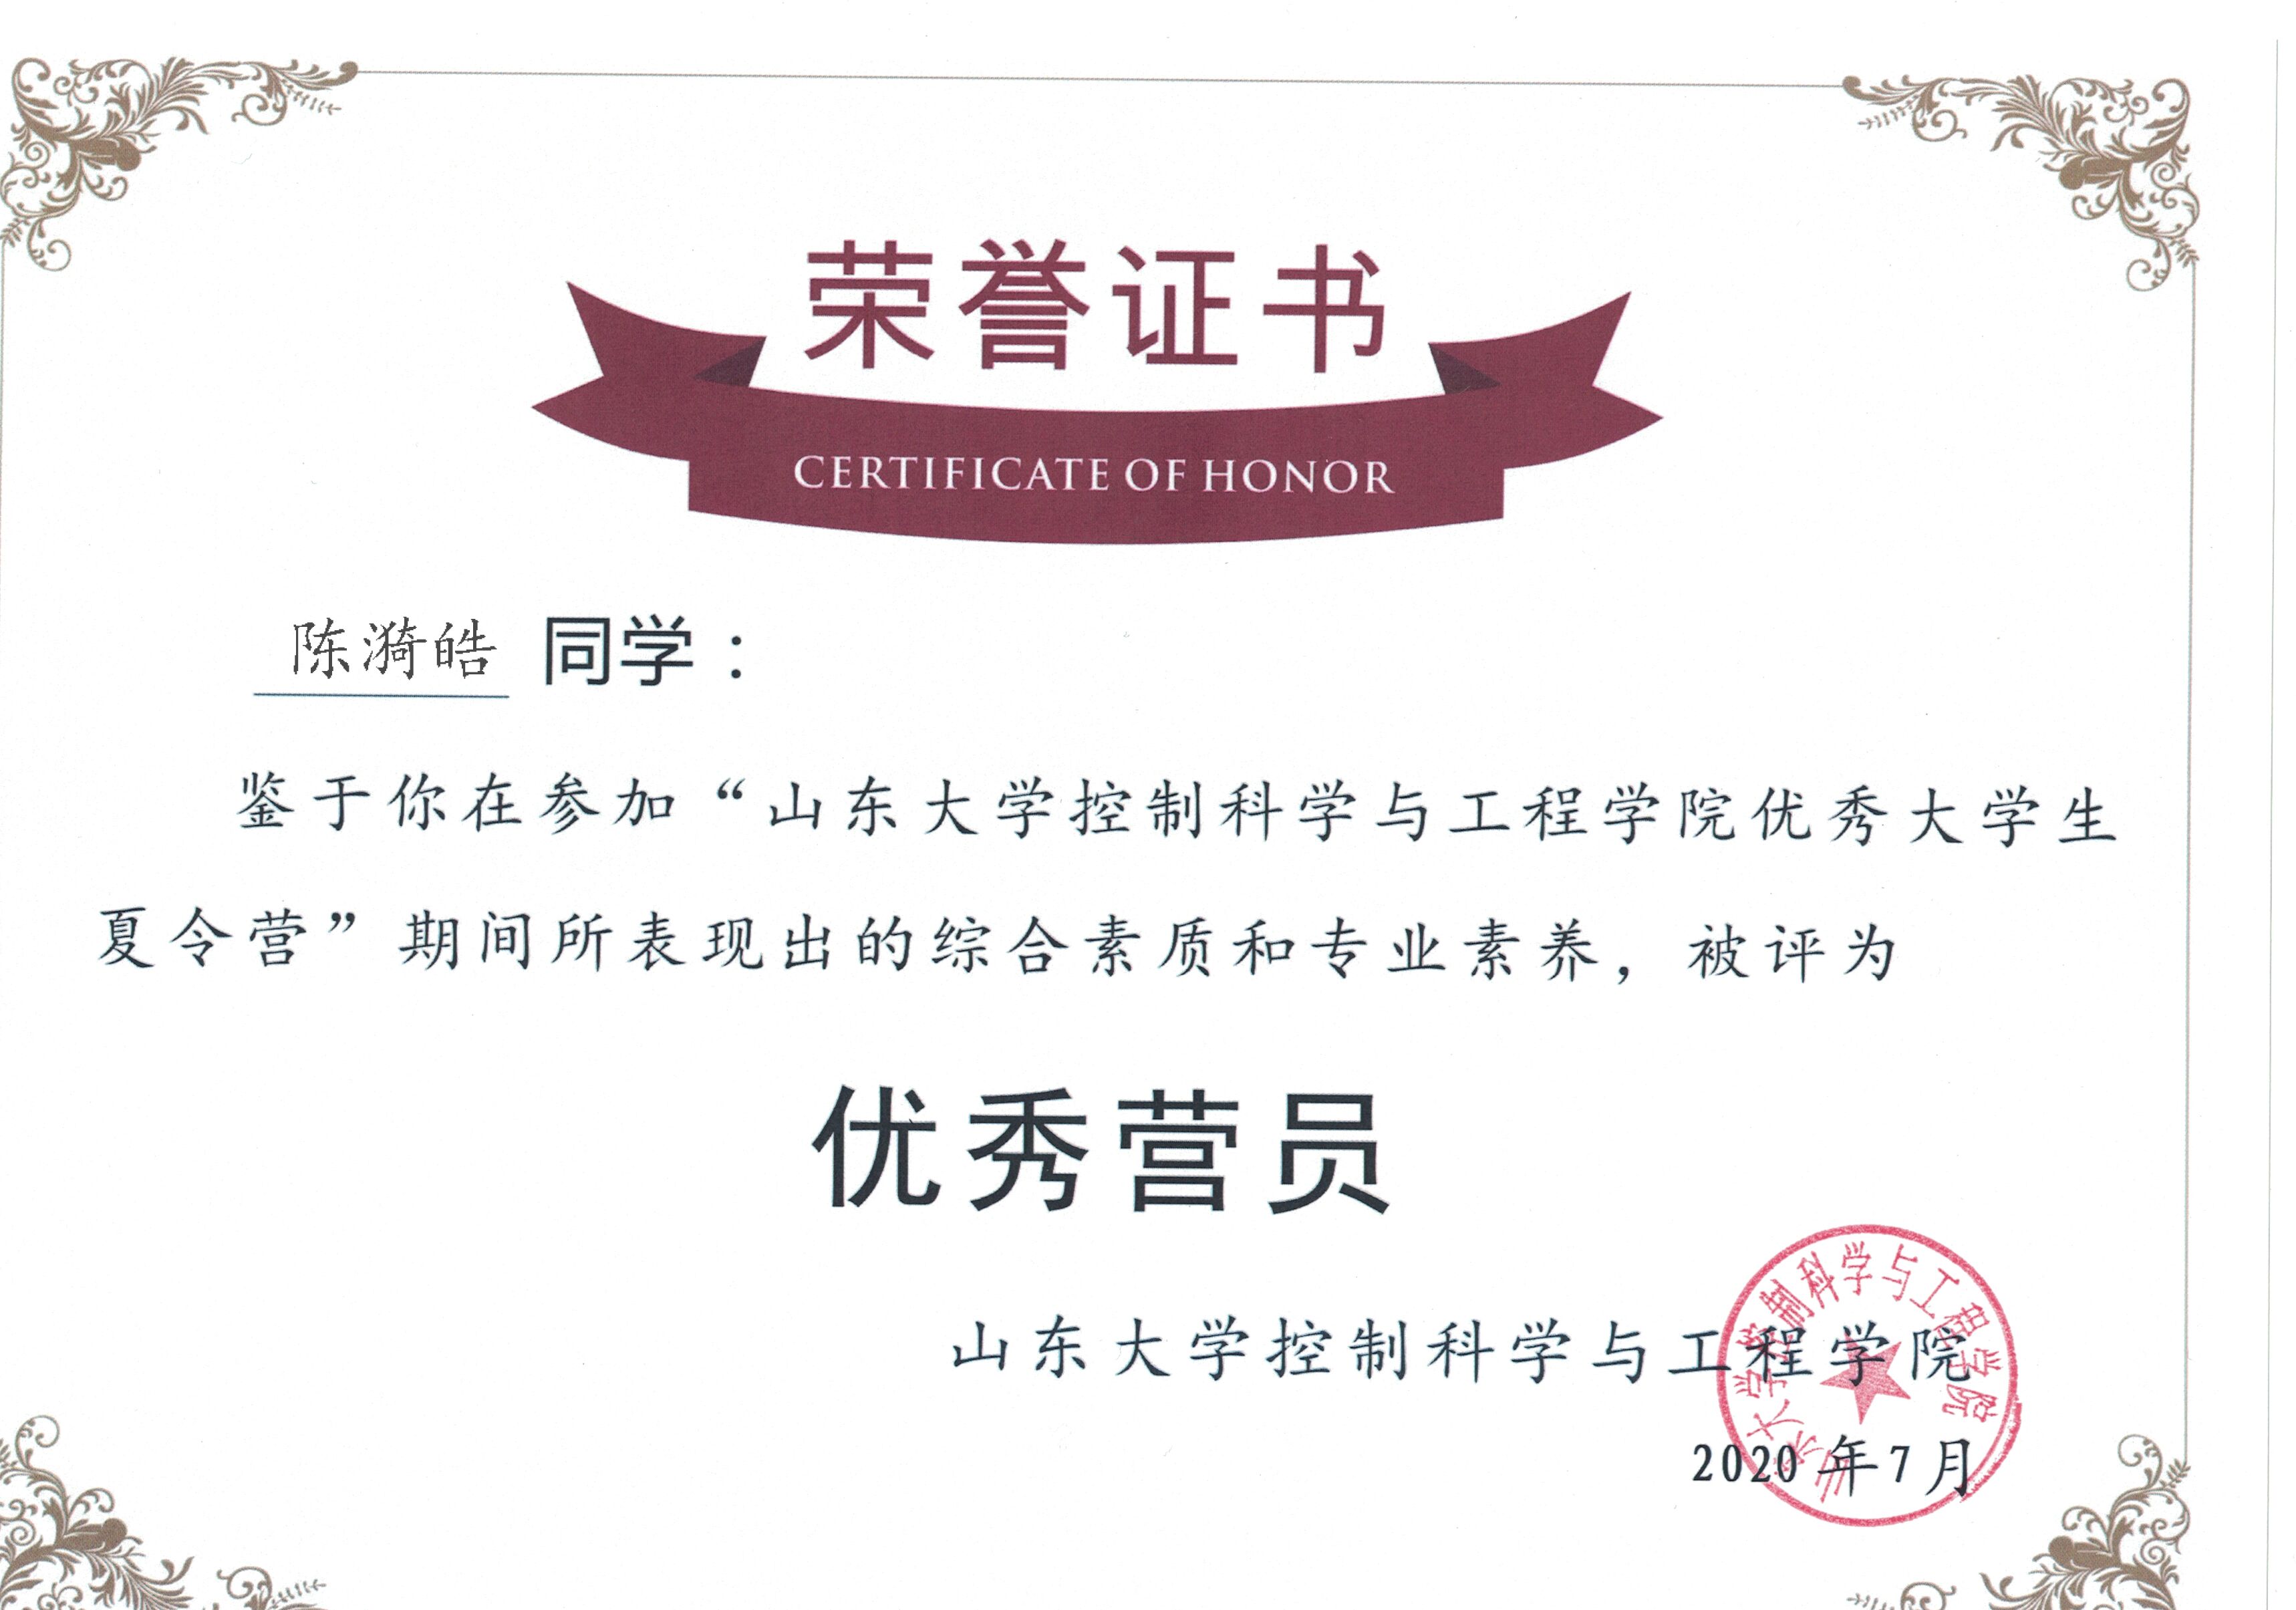 荣誉证书
CERTIFICATE OF HONOR
陈漪皓 同学：
鉴于你在参加“山东大学控制科学与工程学院优秀大学生
夏令营”期间所表现出的综合素质和专业素养，被评为
优秀营员
山东大学控制科学与工程学院
2020年7月
山东大学控制科学与工程学院